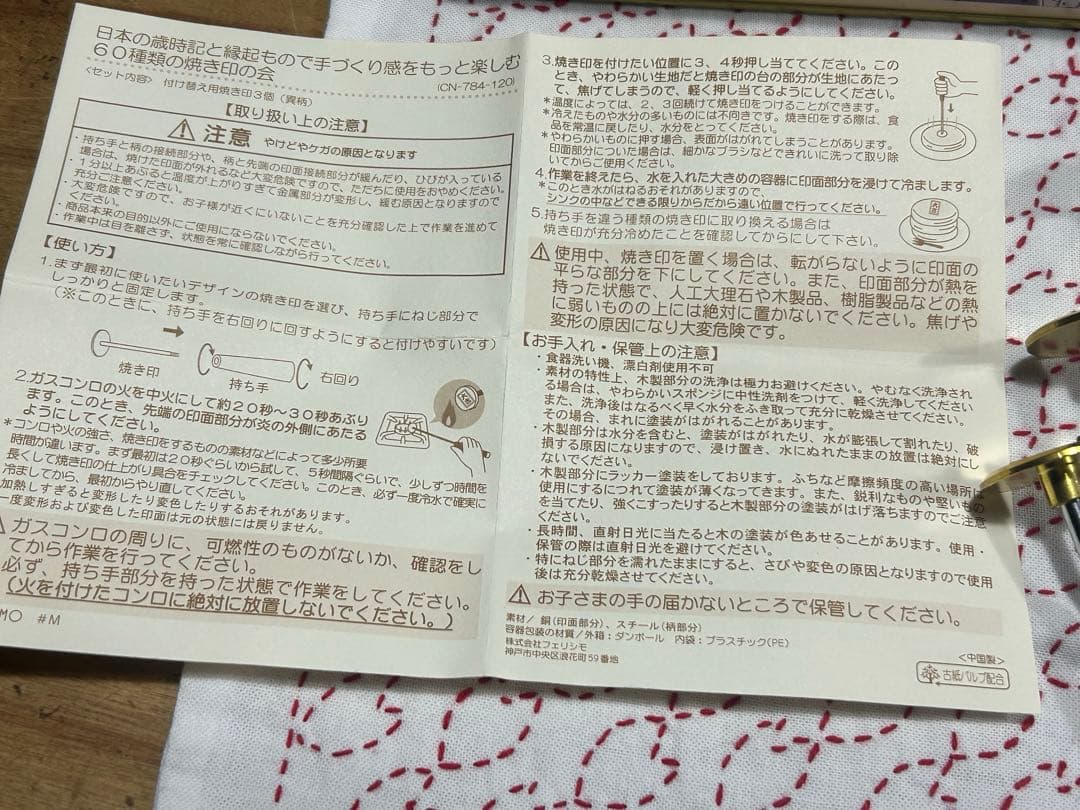 日本の歳時記と縁起もので手づくり感をもっと楽しむ
60種類の焼き印の会
(CN-784-120)
<セット内容> 付け替え用焼き印3個(異柄)
【取り扱い上の注意】
⚠ 注意 やけどやケガの原因となります
・持ち手と柄の接続部分や、柄と先端の印面接続部分が緩んだり、ひびが入っている
場合は、焼けた印面が外れるなど大変危険ですので、ただちに使用をおやめください。
・1分以上あぶると温度が上がりすぎて金属部分が変形し、緩む原因となりますので
充分ご注意ください。
・大変危険ですので、お子様が近くにいないことを充分確認した上で作業を進めて
ください。
・商品本来の目的以外にご使用にならないでください。
・作業中は目を離さず、状態を常に確認しながら行ってください。
【使い方】
1.まず最初に使いたいデザインの焼き印を選び、持ち手にねじ部分で
しっかりと固定します。
(※このときに、持ち手を右回りに回すようにすると付けやすいです)
焼き印
持ち手
右回り
2.ガスコンロの火を中火にして約20秒~30秒あぶり
ます。このとき、先端の印面部分が炎の外側にあたる
ようにしてください。
*コンロや火の強さ、焼き印をするものの素材などによって多少所要
時間が違います。まず最初は20秒ぐらいから試して、5秒間隔ぐらいで、少しずつ時間を
長くして焼き印の仕上がり具合をチェックしてください。このとき、必ず一度冷水で確実に
冷ましてから、最初からやり直してください。
加熱しすぎると変形したり変色したりするおそれがあります。
一度変形および変色した印面は元の状態には戻りません。
ガスコンロの周りに、可燃性のものがないか、確認をし
てから作業を行ってください。
必ず、持ち手部分を持った状態で作業をしてください。
(火を付けたコンロに絶対に放置しないでください。)
MO #M
3.焼き印を付けたい位置に3、4秒押し当ててください。この
とき、やわらかい生地だと焼き印の台の部分が生地にあたっ
て、焦げてしまうので、軽く押し当てるようにしてください。
*温度によっては、2、3回続けて焼き印をつけることができます。
*冷えたものや水分の多いものには不向きです。焼き印をする際は、食
品を常温に戻したり、水分をとってください。
*やわらかいものに押す場合、表面がはがれてしまうことがあります。
印面部分についた場合は、細かなブラシなどできれいに洗って取り除
いてからご使用ください。
4.作業を終えたら、水を入れた大きめの容器に印面部分を浸けて冷まします。
*このとき水がはねるおそれがありますので、
シンクの中などできる限りからだから遠い位置で行ってください。
5.持ち手を違う種類の焼き印に取り換える場合は
焼き印が充分冷めたことを確認してからにして下さい。
⚠ 使用中、焼き印を置く場合は、転がらないように印面の
平らな部分を下にしてください。また、印面部分が熱を
持った状態で、人工大理石や木製品、樹脂製品などの熱
に弱いものの上には絶対に置かないでください。焦げや
変形の原因になり大変危険です。
【お手入れ・保管上の注意】
・食器洗い機、漂白剤使用不可
・素材の特性上、木製部分の洗浄は極力お避けください。やむなく洗浄され
る場合は、やわらかいスポンジに中性洗剤をつけて、軽く洗浄してください
また、洗浄後はなるべく早く水分をふき取って充分に乾燥させてください。
その場合、まれに塗装がはがれることがあります。
・木製部分は水分を含むと、塗装がはがれたり、水が膨張して割れたり、破
損する原因になりますので、浸け置き、水にぬれたままの放置は絶対にし
ないでください。
・木製部分にラッカー塗装をしております。ふちなど摩擦頻度の高い場所は
使用にするにつれて塗装が薄くなってきます。また、鋭利なものや堅いもの
を当てたり、強くこすったりすると木製部分の塗装がはげ落ちますのでご注意
ください。
・長時間、直射日光に当たると木の塗装が色あせることがあります。使用・
保管の際は直射日光を避けてください。
・特にねじ部分を濡れたままにすると、さびや変色の原因となりますので使用
後は充分乾燥させてください。
⚠ お子さまの手の届かないところで保管してください。
素材/ 銅(印面部分)、スチール(柄部分)
容器包装の材質/外箱:ダンボール 内袋:プラスチック(PE)
株式会社フェリシモ
神戸市中央区浪花町59番地
<中国製>
古紙パルプ配合